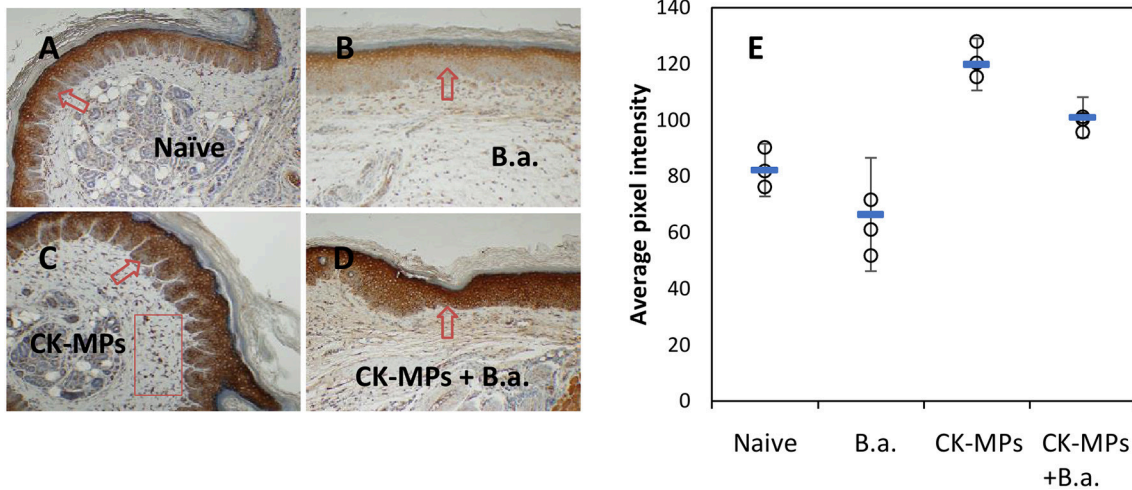 A
Naïve
B
B.a.
C
CK-MPs
D
CK-MPs + B.a.
E
Average pixel intensity
140
120
100
80
60
40
20
0
Naive
B.a.
CK-MPs
CK-MPs
+B.a.